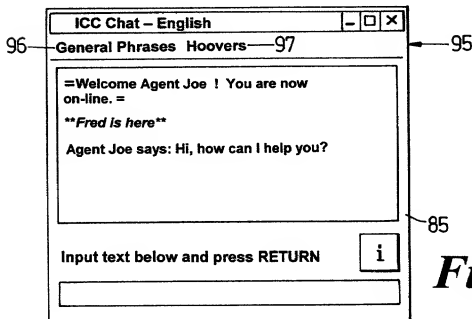 ICC Chat – English
96 General Phrases Hoovers 97 95
=Welcome Agent Joe ! You are now
on-line. =
**Fred is here**
Agent Joe says: Hi, how can I help you?
85
Input text below and press RETURN i